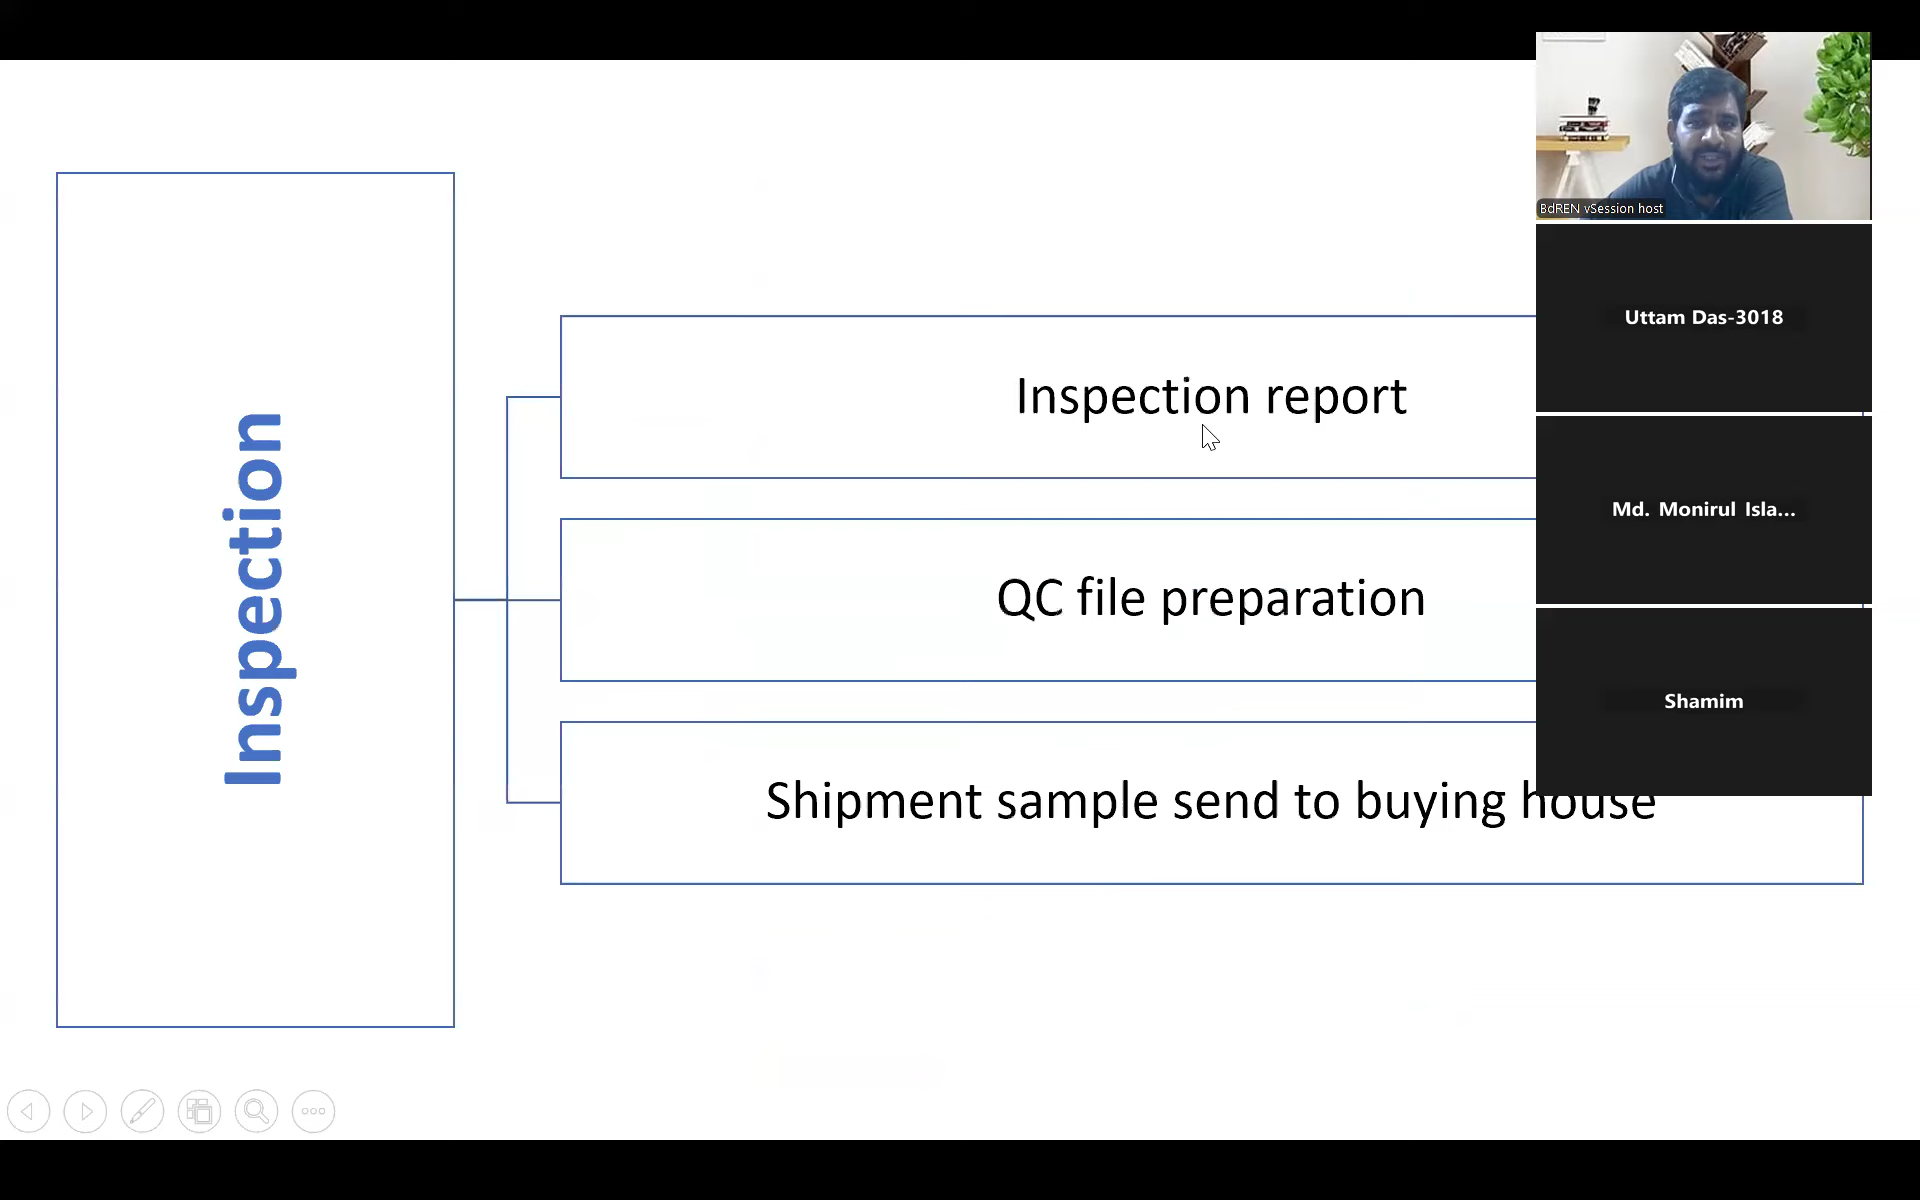 Inspection
Inspection report
QC file preparation
Shipment sample send to buying house
BdREN vSession host
Uttam Das-3018
Md. Monirul Isla...
Shamim